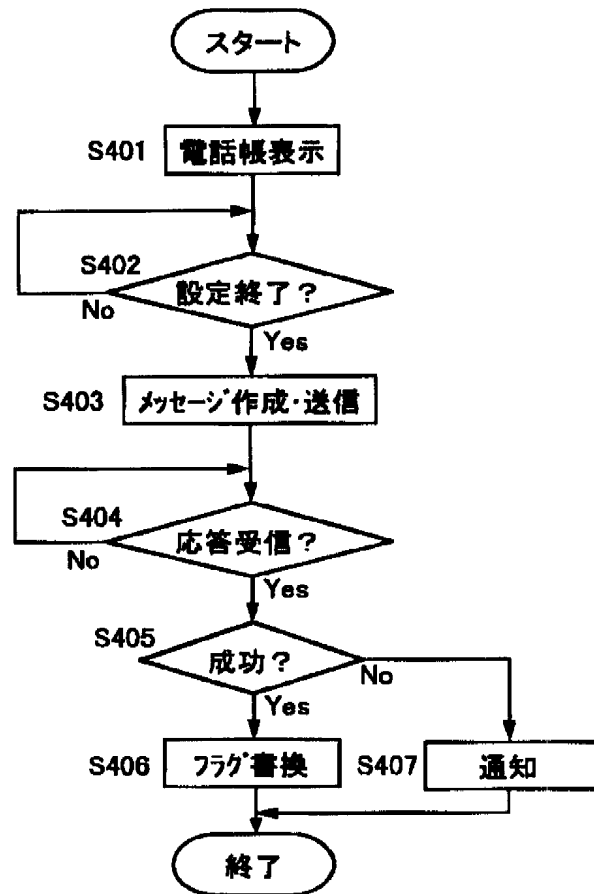 スタート
S401 電話帳表示
S402
設定終了?
No
Yes
S403 メッセージ作成・送信
S404
応答受信?
No
Yes
S405
成功?
No
Yes
S406 フラグ書換
S407 通知
終了